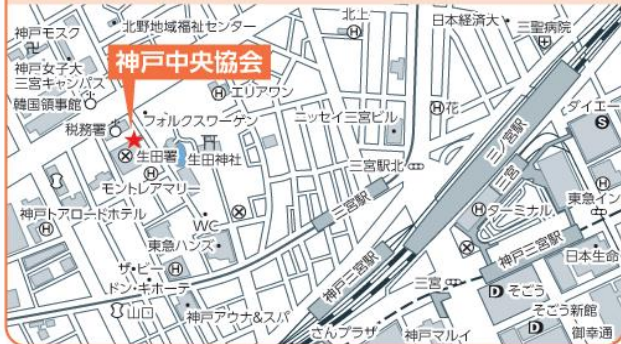 北野地域福祉センター
北上
日本経済大
三聖病院
神戸モスク
神戸女子大
三宮キャンパス
韓国領事館
神戸中央協会
エリアワン
花
ダイエー
税務署
フォルクスワーゲン
ニッセイ三宮ビル
三ノ宮駅
生田署
生田神社
三宮駅北
三宮
モントレアマリー
神戸トアロードホテル
WC
三宮駅
ターミナル
東急イン
東急ハンズ
神戸三宮駅
神戸三宮駅
日本生命
ザ・ビー
ドン・キホーテ
三宮
そごう
山口
神戸アウナ&スパ
さんプラザ
神戸マルイ
そごう新館
御幸通